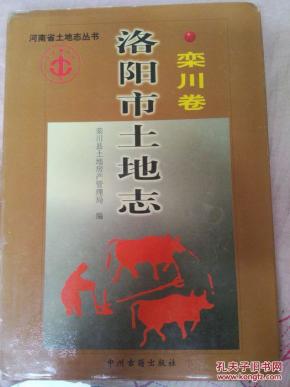 河南省土地志丛书
栾川卷
洛阳市土地志
栾川县土地房产管理局 编
中州古籍出版社
孔夫子旧书网